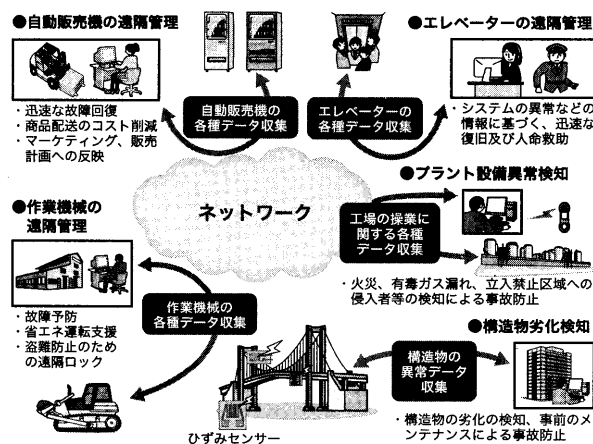 ●自動販売機の遠隔管理
・迅速な故障回復
・商品配送のコスト削減
・マーケティング、販売
計画への反映
自動販売機の
各種データ収集
エレベーターの
各種データ収集
●エレベーターの遠隔管理
・システムの異常などの
情報に基づく、迅速な
復旧及び人命救助
ネットワーク
●プラント設備異常検知
工場の操業に
関する各種
データ収集
・火災、有毒ガス漏れ、立入禁止区域への
侵入者等の検知による事故防止
●作業機械の
遠隔管理
・故障予防
・省エネ運転支援
・盗難防止のため
の遠隔ロック
作業機械の
各種データ収集
ひずみセンサー
●構造物劣化検知
構造物の
異常データ
収集
・構造物の劣化の検知、事前のメ
ンテナンスによる事故防止